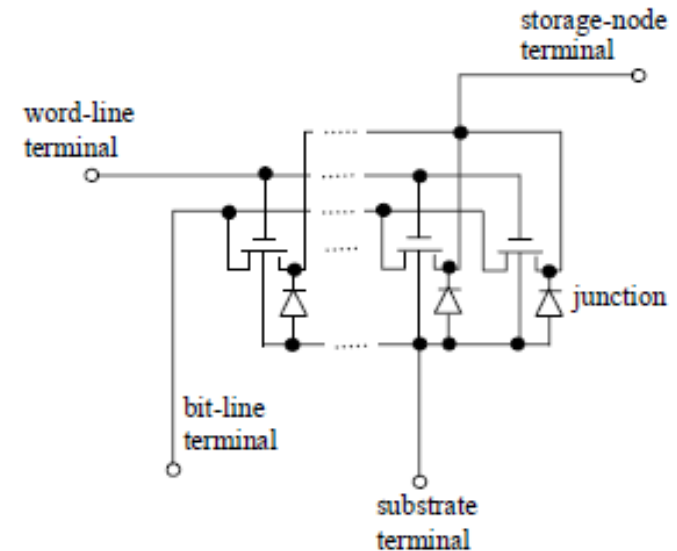 storage-node
terminal
word-line
terminal
junction
bit-line
terminal
substrate
terminal